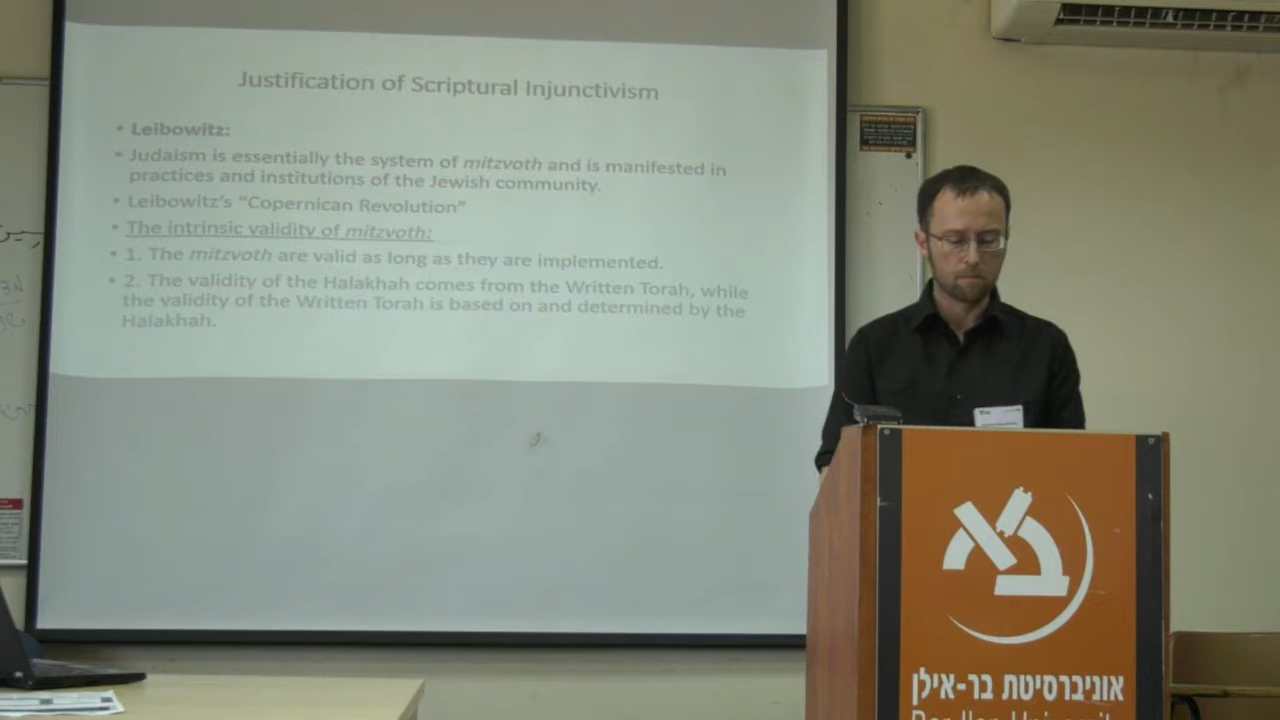 Justification of Scriptural Injunctivism
• Leibowitz:
• Judaism is essentially the system of mitzvoth and is manifested in
practices and institutions of the Jewish community.
• Leibowitz's “Copernican Revolution”
• The intrinsic validity of mitzvoth:
• 1. The mitzvoth are valid as long as they are implemented.
• 2. The validity of the Halakhah comes from the Written Torah, while
the validity of the Written Torah is based on and determined by the
Halakhah.
אוניברסיטת בר-אילן
Bar-Ilan University